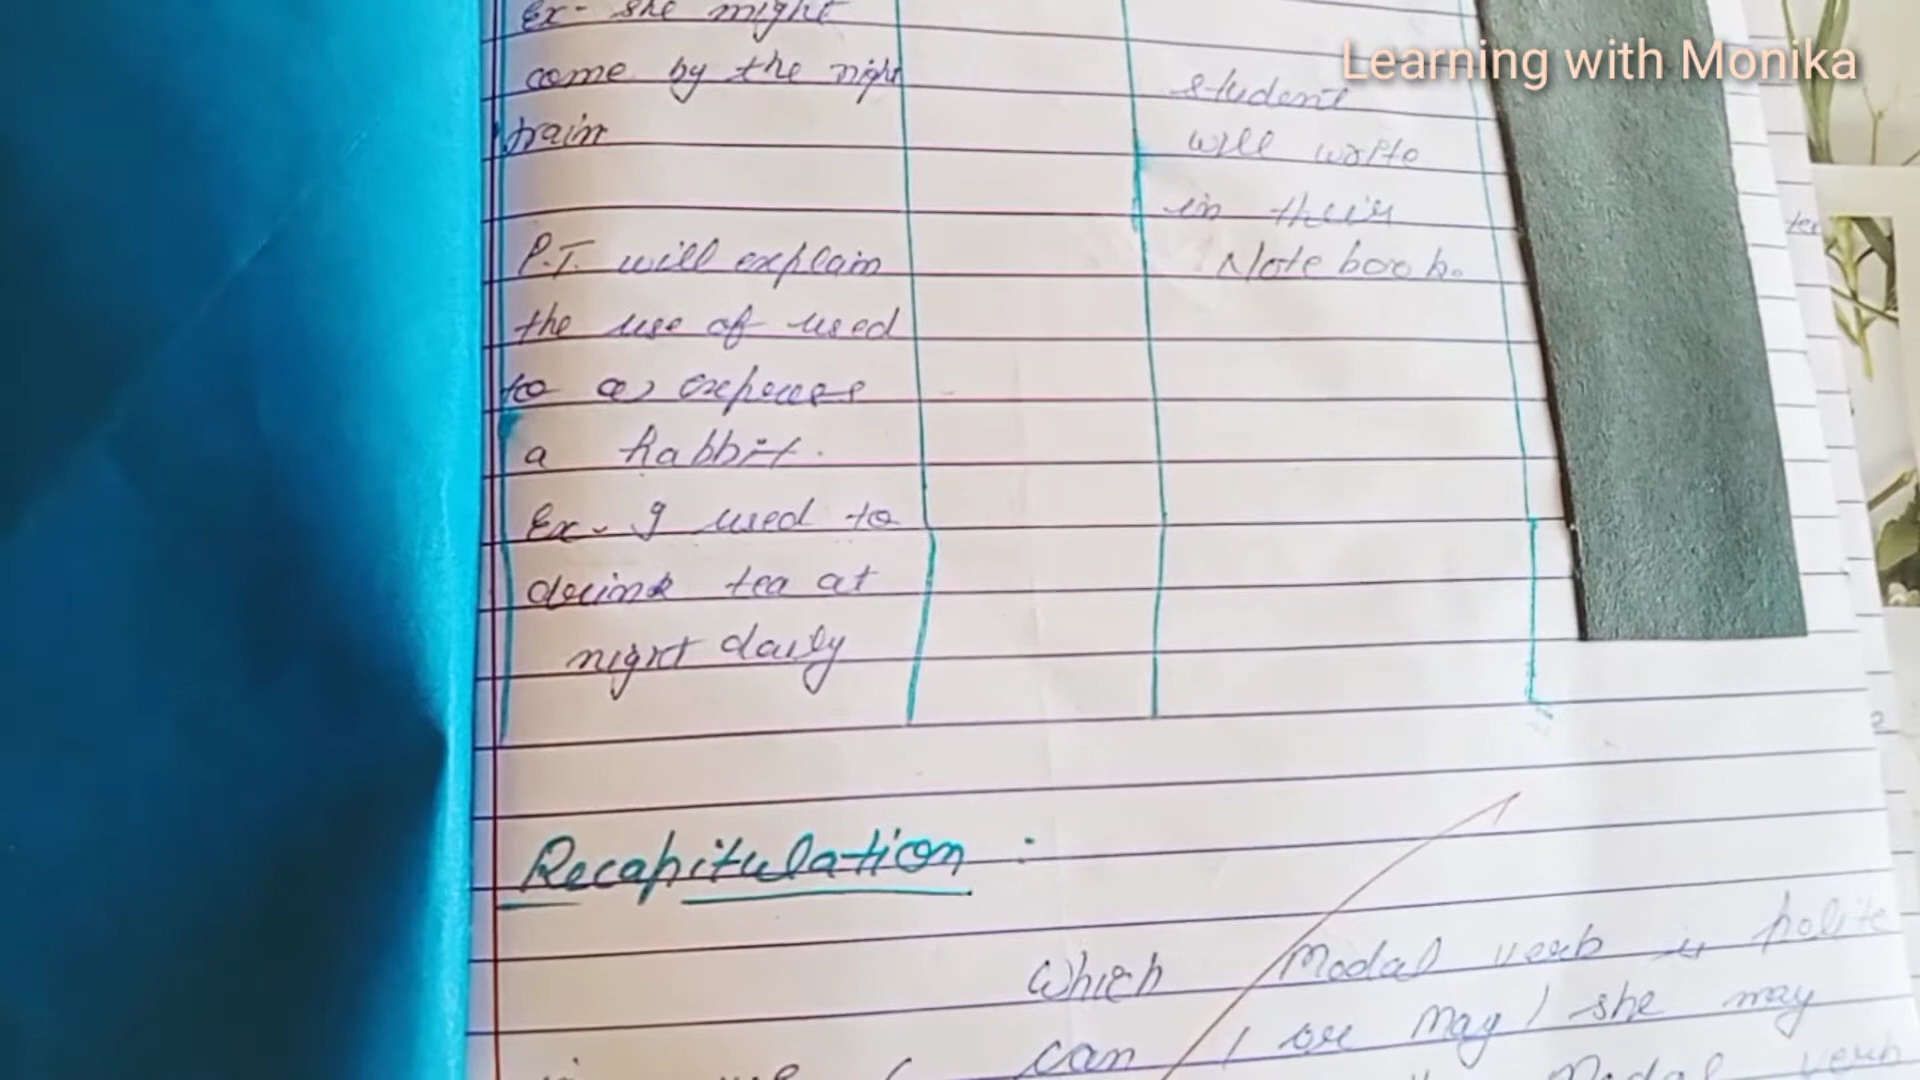 Learning with Monika
Ex- she might
come by the night
train
P.T. will explain
the use of used
to as express
a habbit.
Ex- I used to
drink tea at
night daily
student
will write
in their
Note book.
Recapitulation :
Which Modal verb is polite
can / or may / she may
Modal verb